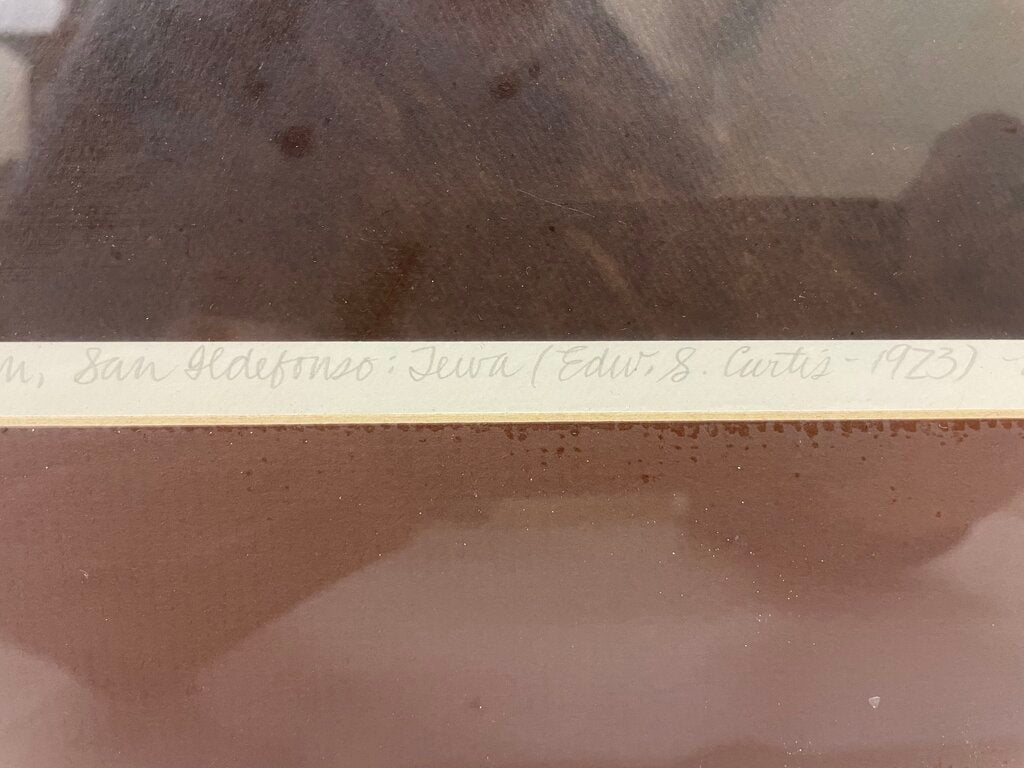 n, San Ildefonso: Tewa (Edw. S. Curtis - 1923) -